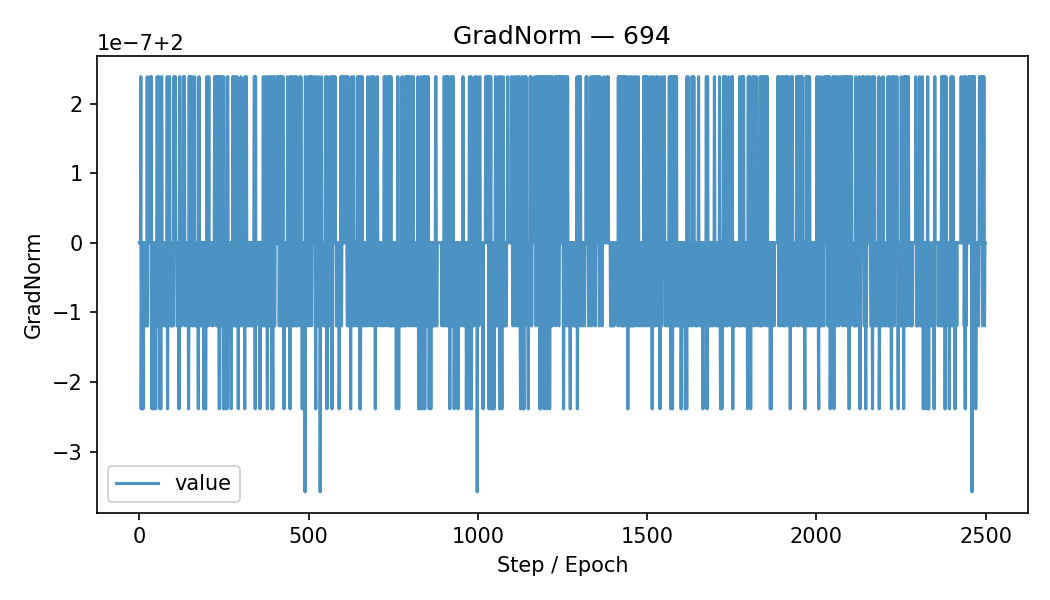 GradNorm — 694
1e−7+2
2
1
0
−1
−2
−3
GradNorm
value
0 500 1000 1500 2000 2500
Step / Epoch